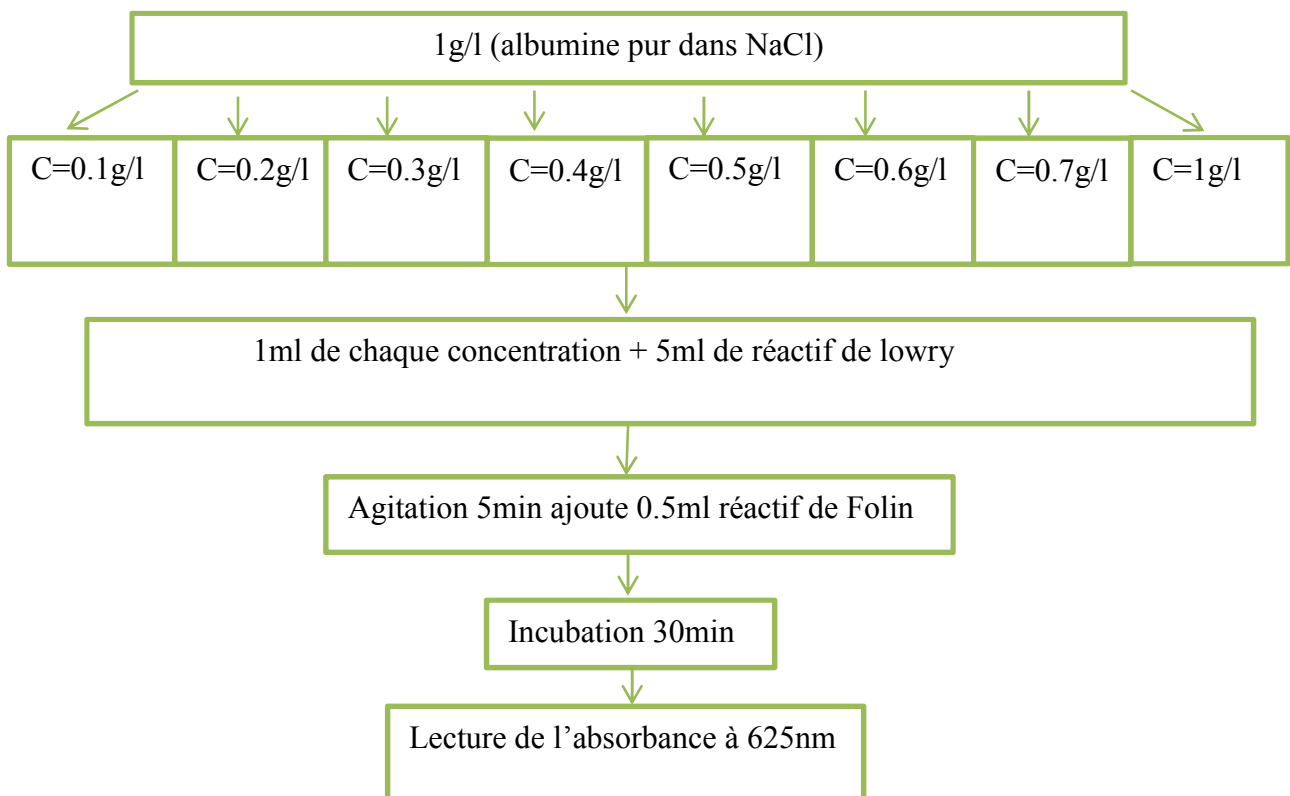 1g/l (albumine pur dans NaCl)
C=0.1g/l
C=0.2g/l
C=0.3g/l
C=0.4g/l
C=0.5g/l
C=0.6g/l
C=0.7g/l
C=1g/l
1ml de chaque concentration + 5ml de réactif de lowry
Agitation 5min ajoute 0.5ml réactif de Folin
Incubation 30min
Lecture de l’absorbance à 625nm